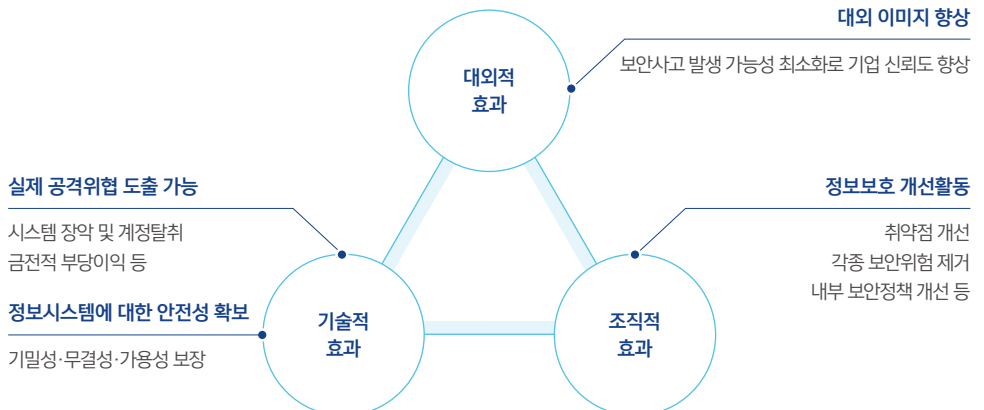 대외 이미지 향상
보안사고 발생 가능성 최소화로 기업 신뢰도 향상
대외적
효과
실제 공격위협 도출 가능
시스템 장악 및 계정탈취
금전적 부당이익 등
정보시스템에 대한 안전성 확보
기밀성·무결성·가용성 보장
기술적
효과
정보보호 개선활동
취약점 개선
각종 보안위험 제거
내부 보안정책 개선 등
조직적
효과